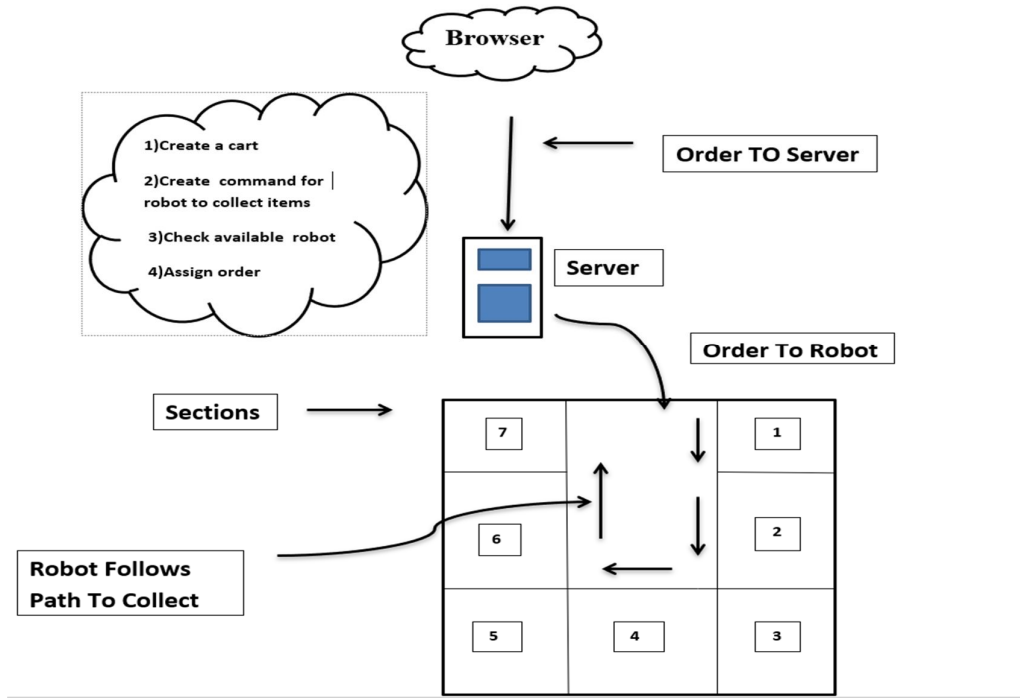 Browser
1)Create a cart
2)Create command for
robot to collect items
3)Check available robot
4)Assign order
Order TO Server
Server
Order To Robot
Sections
7
1
6
2
5
4
3
Robot Follows
Path To Collect